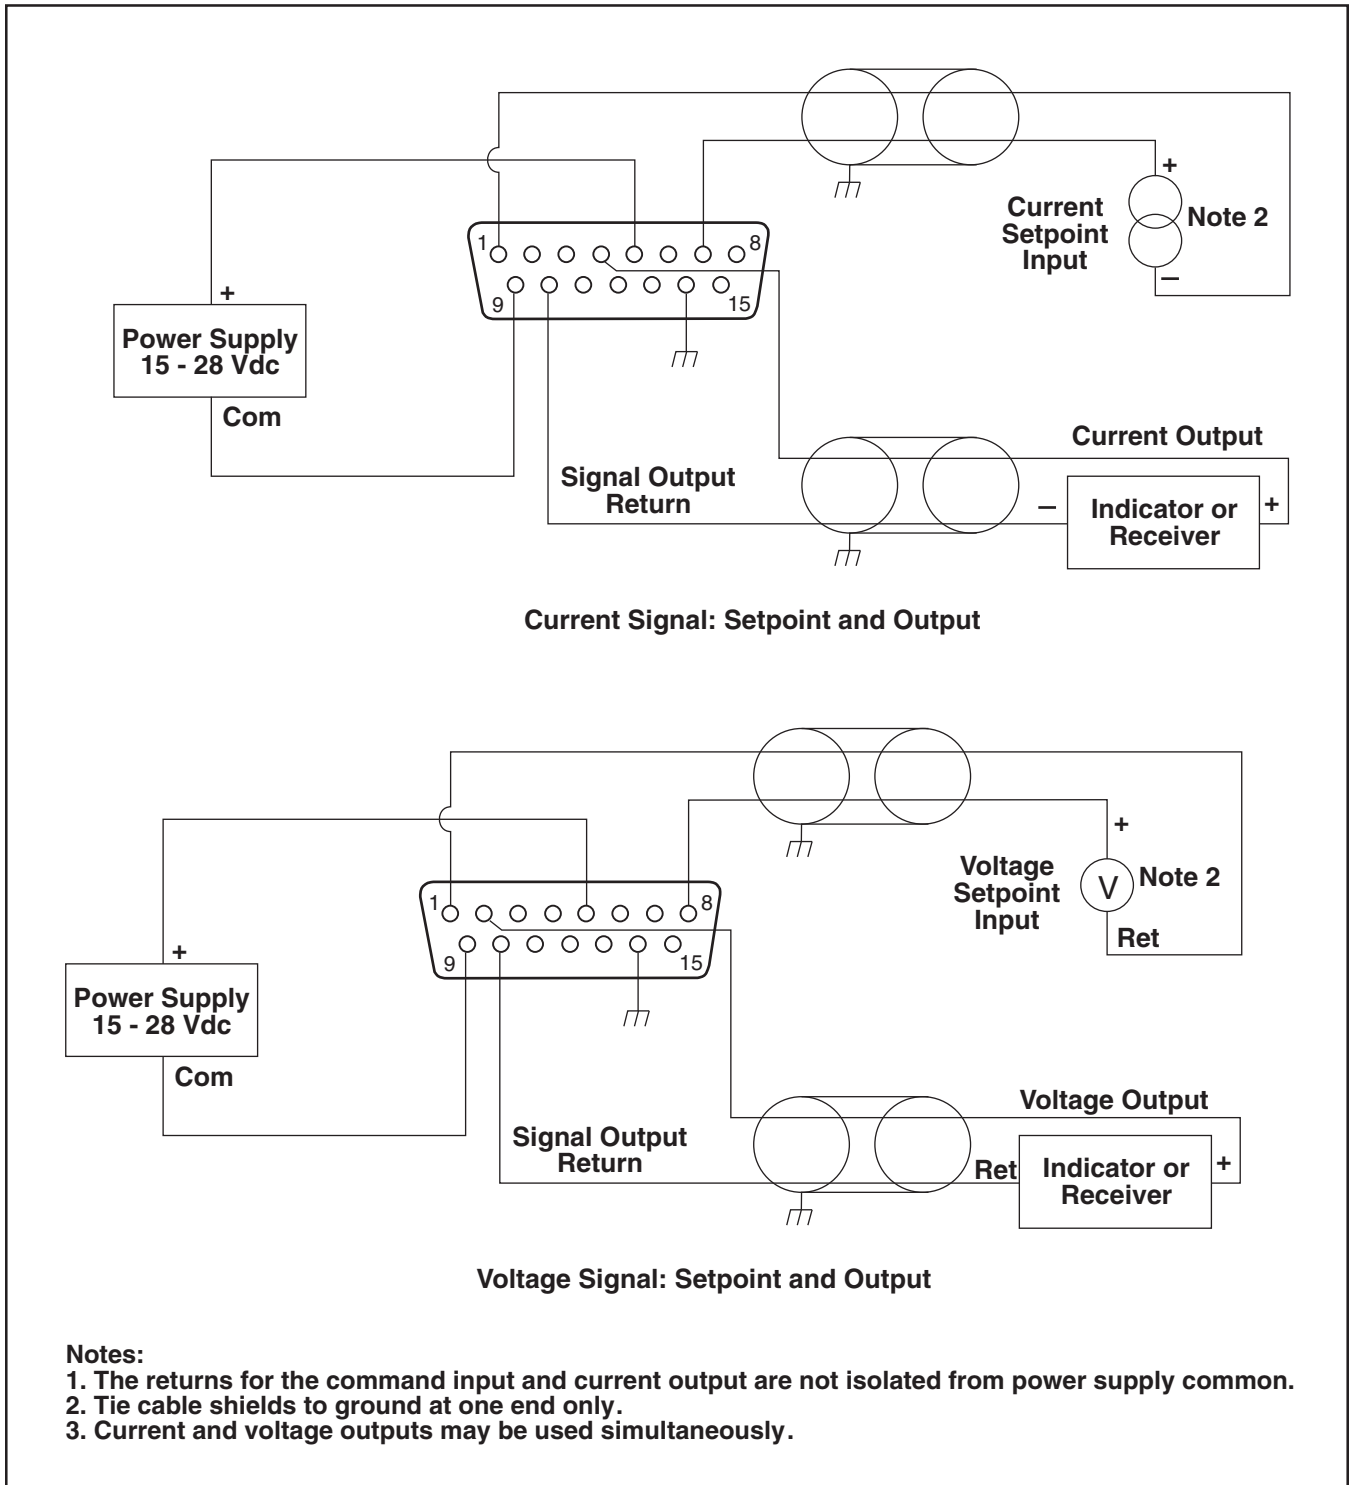 1
8
9
15
+
Power Supply
15 - 28 Vdc
Com
+
Current
Setpoint
Input
Note 2
–
Current Output
Signal Output
Return
–
Indicator or
Receiver
+
Current Signal: Setpoint and Output
1
8
9
15
+
Power Supply
15 - 28 Vdc
Com
+
Voltage
Setpoint
Input
V
Note 2
Ret
Voltage Output
Signal Output
Return
Ret
Indicator or
Receiver
+
Voltage Signal: Setpoint and Output
Notes:
1. The returns for the command input and current output are not isolated from power supply common.
2. Tie cable shields to ground at one end only.
3. Current and voltage outputs may be used simultaneously.